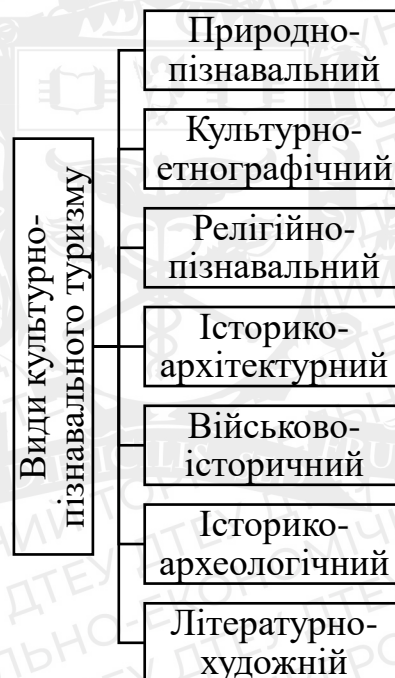 Види культурно-
пізнавального туризму
Природно-
пізнавальний
Культурно-
етнографічний
Релігійно-
пізнавальний
Історико-
архітектурний
Військово-
історичний
Історико-
археологічний
Літературно-
художній